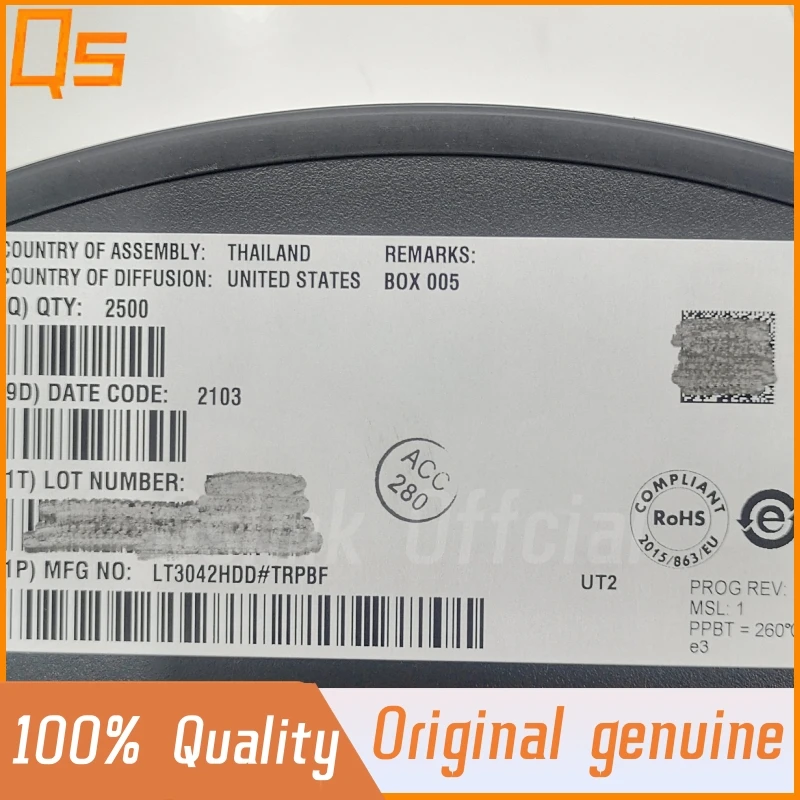 Qs
COUNTRY OF ASSEMBLY: THAILAND
COUNTRY OF DIFFUSION: UNITED STATES
REMARKS:
BOX 005
Q) QTY: 2500
9D) DATE CODE: 2103
1T) LOT NUMBER:
ACC
280
COMPLIANT
RoHS
2015/863/EU
e
Offcial
1P) MFG NO: LT3042HDD#TRPBF
UT2
PROG REV:
MSL: 1
PPBT = 260°C
e3
100% Quality
Original genuine